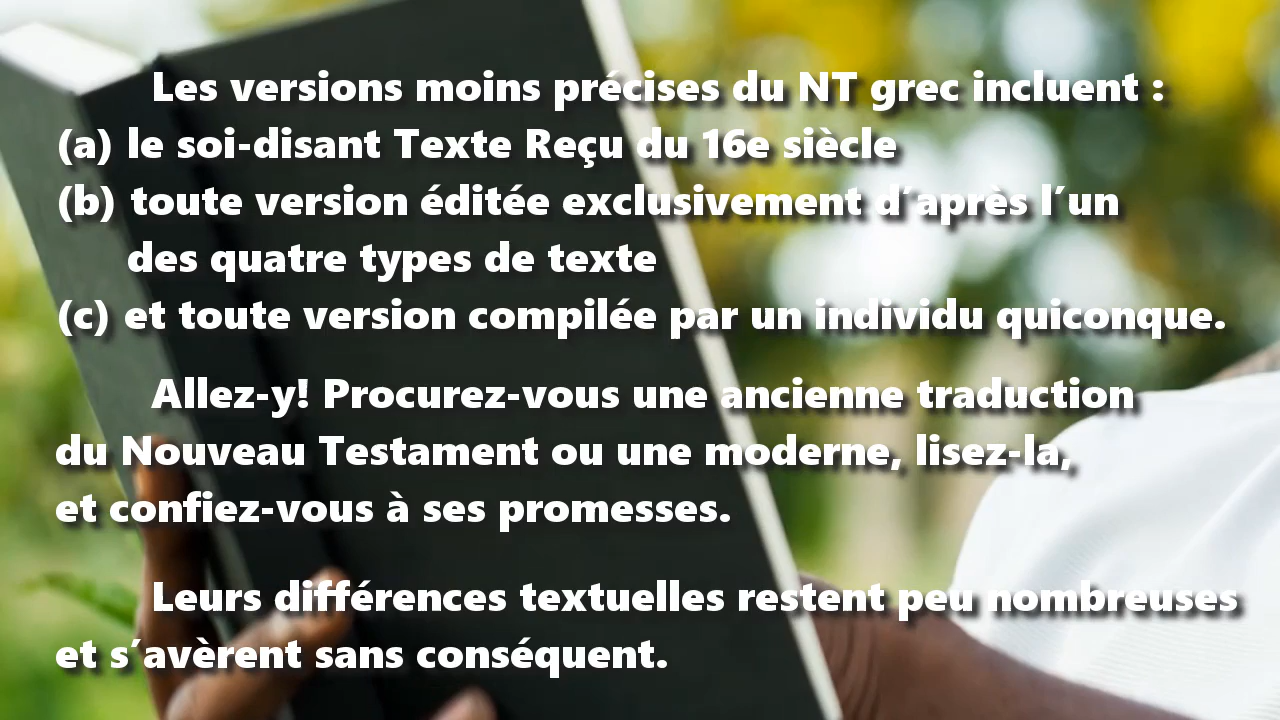 Les versions moins précises du NT grec incluent :
(a) le soi-disant Texte Reçu du 16e siècle
(b) toute version éditée exclusivement d´après l´un
des quatre types de texte
(c) et toute version compilée par un individu quiconque.
Allez-y! Procurez-vous une ancienne traduction
du Nouveau Testament ou une moderne, lisez-la,
et confiez-vous à ses promesses.
Leurs différences textuelles restent peu nombreuses
et s´avèrent sans conséquent.